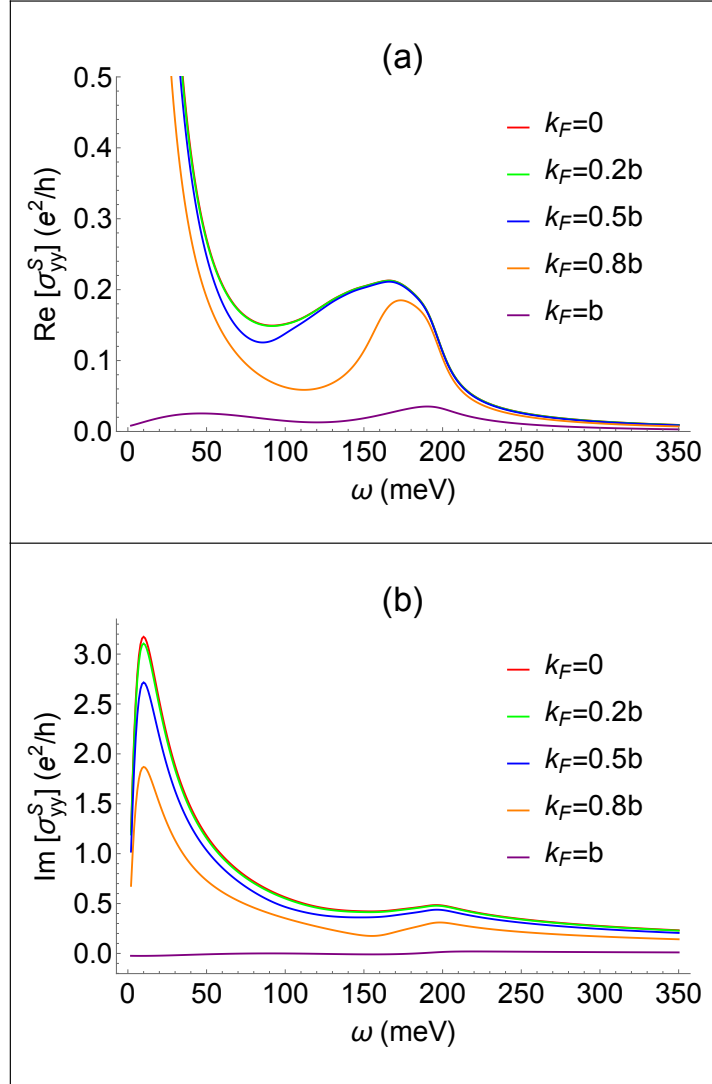 (a)
Re [σ^S_yy] (e^2/h)
0.5
0.4
0.3
0.2
0.1
0.0
k_F=0
k_F=0.2b
k_F=0.5b
k_F=0.8b
k_F=b
0 50 100 150 200 250 300 350
ω (meV)
(b)
Im [σ^S_yy] (e^2/h)
3.0
2.5
2.0
1.5
1.0
0.5
0.0
k_F=0
k_F=0.2b
k_F=0.5b
k_F=0.8b
k_F=b
0 50 100 150 200 250 300 350
ω (meV)